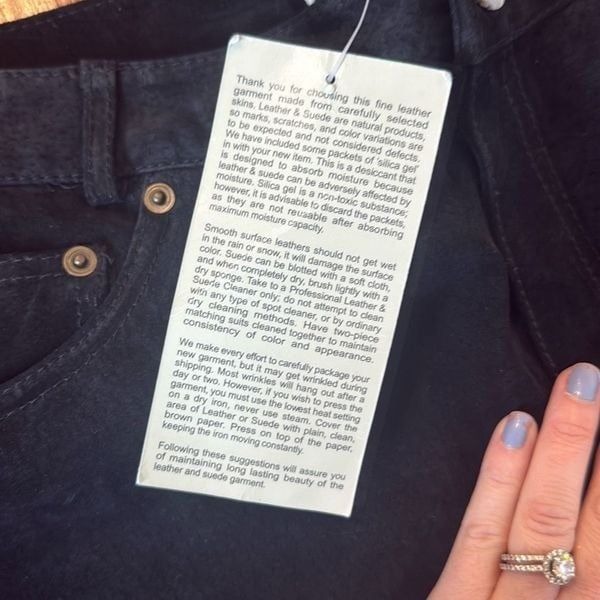 Thank you for choosing this fine leather
garment made from carefully selected
skins, Leather & Suede are natural products,
so marks, scratches, and color variations are
to be expected and not considered defects.
We have included some packets of 'silica gel'
in with your new item. This is a desiccant that
is designed to absorb moisture because
leather & suede can be adversely affected by
moisture. Silica gel is a non-toxic substance;
however, it is advisable to discard the packets,
as they are not reusable after absorbing
maximum moisture capacity.
Smooth surface leathers should not get wet
in the rain or snow, it will damage the surface
color. Suede can be blotted with a soft cloth,
and when completely dry, brush lightly with a
dry sponge. Take to a Professional Leather &
Suede Cleaner only; do not attempt to clean
with any type of spot cleaner, or by ordinary
dry cleaning methods. Have two-piece
matching suits cleaned together to maintain
consistency of color and appearance.
We make every effort to carefully package your
new garment, but it may get wrinkled during
shipping. Most wrinkles will hang out after a
day or two. However, if you wish to press the
garment, you must use the lowest heat setting
on a dry iron, never use steam. Cover the
area of Leather or Suede with plain, clean,
brown paper. Press on top of the paper,
keeping the iron moving constantly.
Following these suggestions will assure you
of maintaining long lasting beauty of the
leather and suede garment.